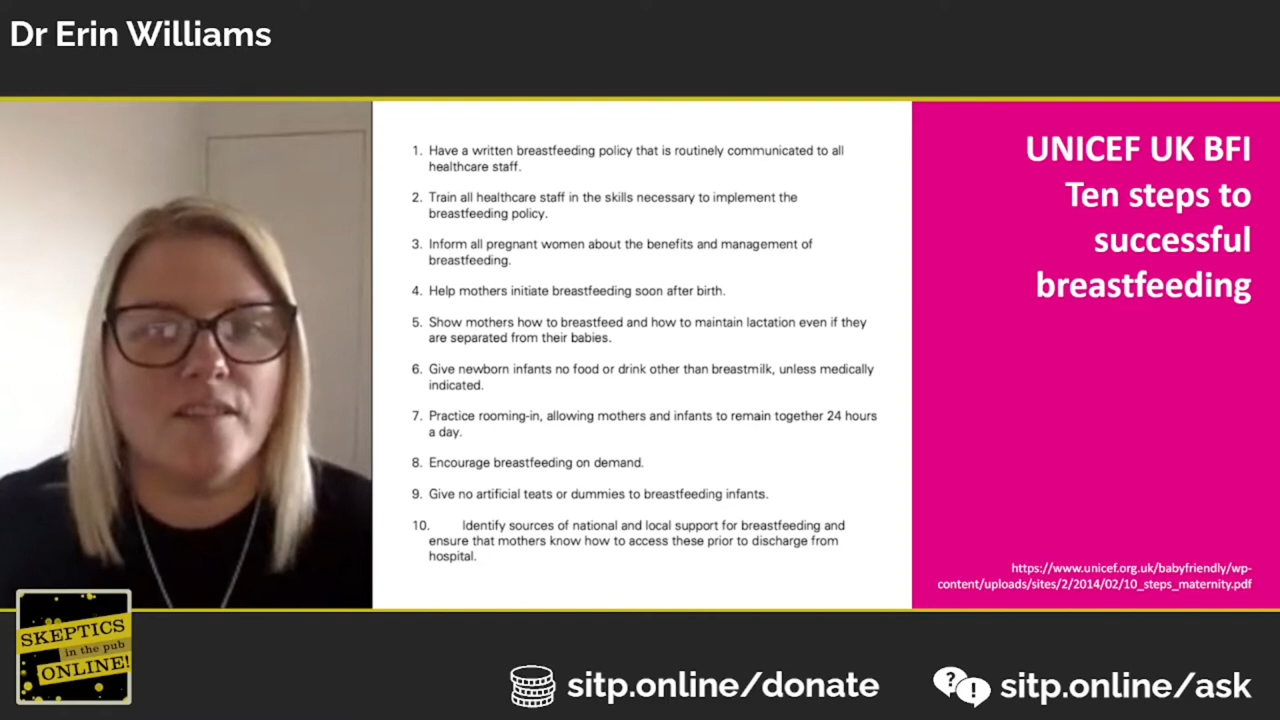 Dr Erin Williams
1. Have a written breastfeeding policy that is routinely communicated to all
healthcare staff.
2. Train all healthcare staff in the skills necessary to implement the
breastfeeding policy.
3. Inform all pregnant women about the benefits and management of
breastfeeding.
4. Help mothers initiate breastfeeding soon after birth.
5. Show mothers how to breastfeed and how to maintain lactation even if they
are separated from their babies.
6. Give newborn infants no food or drink other than breastmilk, unless medically
indicated.
7. Practice rooming-in, allowing mothers and infants to remain together 24 hours
a day.
8. Encourage breastfeeding on demand.
9. Give no artificial teats or dummies to breastfeeding infants.
10. Identify sources of national and local support for breastfeeding and
ensure that mothers know how to access these prior to discharge from
hospital.
UNICEF UK BFI
Ten steps to
successful
breastfeeding
https://www.unicef.org.uk/babyfriendly/wp-
content/uploads/sites/2/2014/02/10_steps_maternity.pdf
SKEPTICS
in the pub
ONLINE!
sitp.online/donate
sitp.online/ask